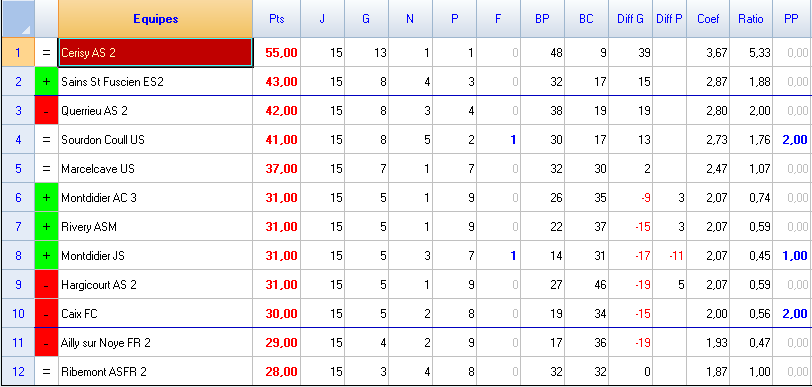 Equipes Pts J G N P F BP BC Diff G Diff P Coef Ratio PP
1 = Cerisy AS 2 55,00 15 13 1 1 0 48 9 39 3,67 5,33 0,00
2 + Sains St Fuscien ES2 43,00 15 8 4 3 0 32 17 15 2,87 1,88 0,00
3 - Querrieu AS 2 42,00 15 8 3 4 0 38 19 19 2,80 2,00 0,00
4 = Sourdon Coull US 41,00 15 8 5 2 1 30 17 13 2,73 1,76 2,00
5 = Marcelcave US 37,00 15 7 1 7 0 32 30 2 2,47 1,07 0,00
6 + Montdidier AC 3 31,00 15 5 1 9 0 26 35 -9 3 2,07 0,74 0,00
7 + Rivery ASM 31,00 15 5 1 9 0 22 37 -15 3 2,07 0,59 0,00
8 + Montdidier JS 31,00 15 5 3 7 1 14 31 -17 -11 2,07 0,45 1,00
9 - Hargicourt AS 2 31,00 15 5 1 9 0 27 46 -19 5 2,07 0,59 0,00
10 - Caix FC 30,00 15 5 2 8 0 19 34 -15 2,00 0,56 2,00
11 - Ailly sur Noye FR 2 29,00 15 4 2 9 0 17 36 -19 1,93 0,47 0,00
12 = Ribemont ASFR 2 28,00 15 3 4 8 0 32 32 0 1,87 1,00 0,00